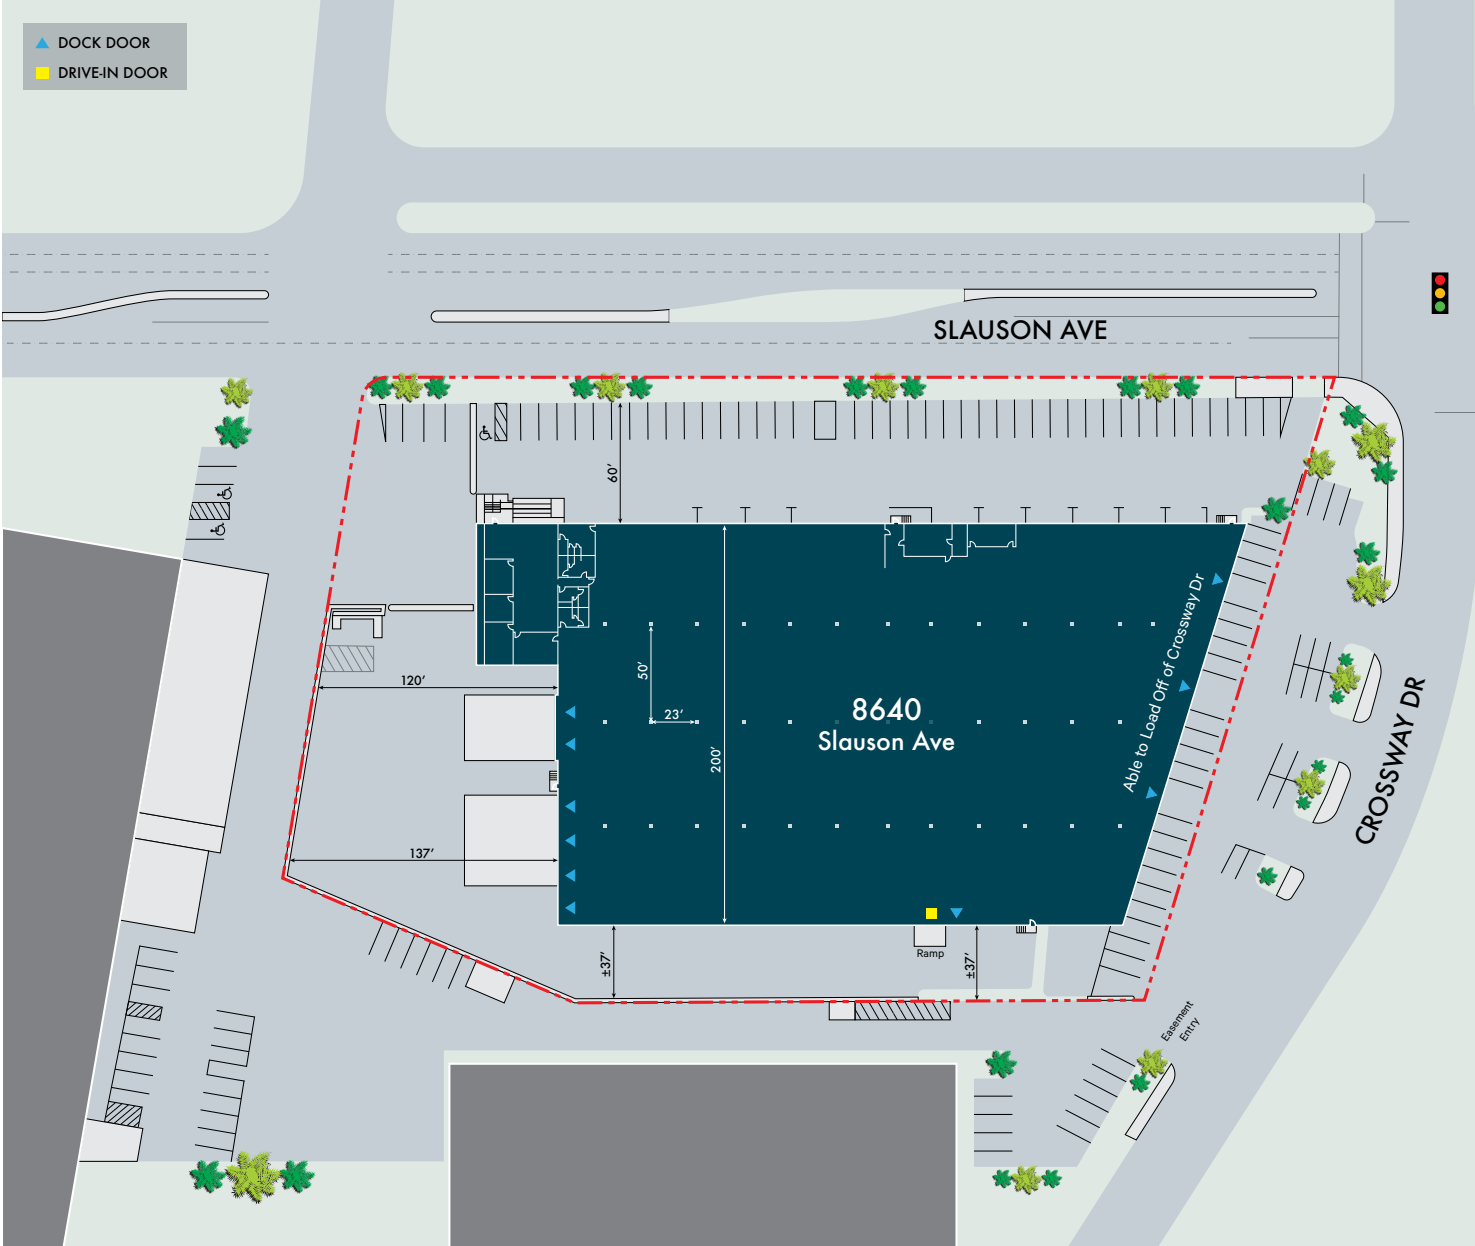 DOCK DOOR
DRIVE-IN DOOR
SLAUSON AVE
60′
50′
23′
120′
200′
137′
8640
Slauson Ave
Able to Load Off of Crossway Dr
CROSSWAY DR
±37′
Ramp
±37′
Easement
Entry